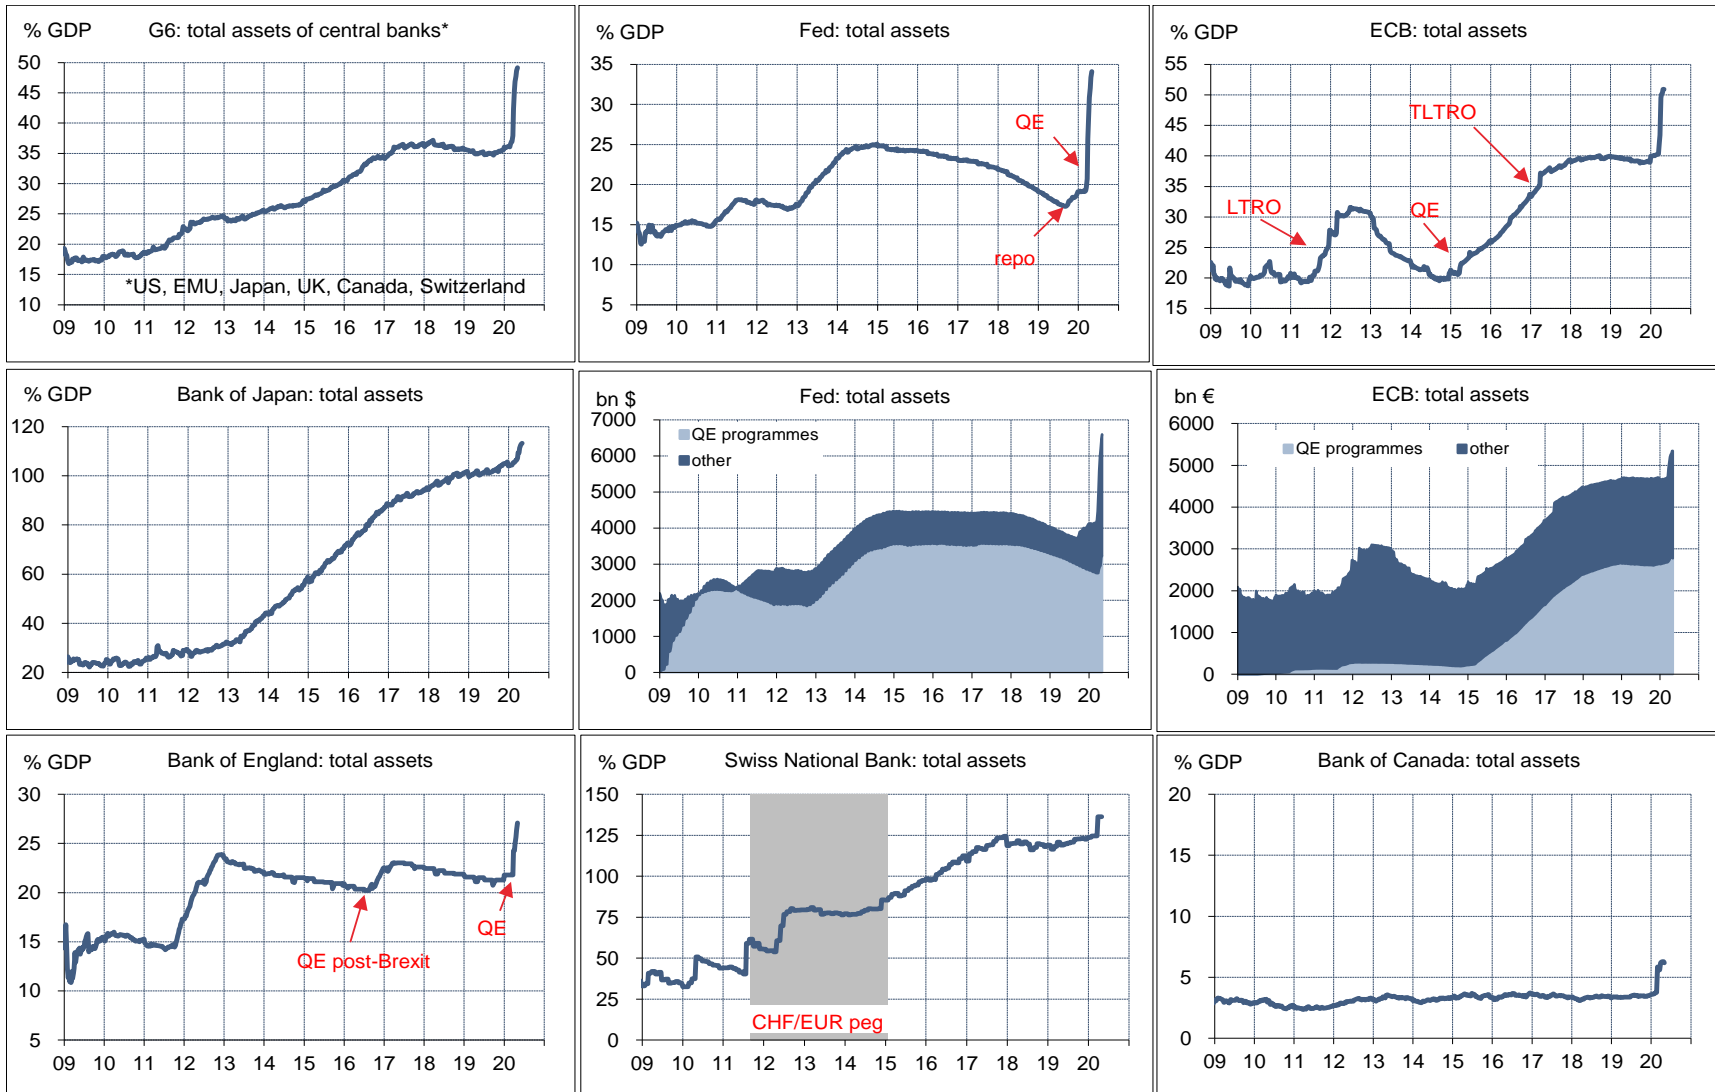 % GDP G6: total assets of central banks*
50
45
40
35
30
25
20
15
10
*US, EMU, Japan, UK, Canada, Switzerland
09 10 11 12 13 14 15 16 17 18 19 20
% GDP Fed: total assets
35
30
25
20
15
10
5
QE
repo
09 10 11 12 13 14 15 16 17 18 19 20
% GDP ECB: total assets
55
50
45
40
35
30
25
20
15
TLTRO
LTRO
QE
09 10 11 12 13 14 15 16 17 18 19 20
% GDP Bank of Japan: total assets
120
100
80
60
40
20
09 10 11 12 13 14 15 16 17 18 19 20
bn $ Fed: total assets
7000
6000
5000
4000
3000
2000
1000
0
QE programmes
other
09 10 11 12 13 14 15 16 17 18 19 20
bn € ECB: total assets
6000
5000
4000
3000
2000
1000
0
QE programmes other
09 10 11 12 13 14 15 16 17 18 19 20
% GDP Bank of England: total assets
30
25
20
15
10
5
QE
QE post-Brexit
09 10 11 12 13 14 15 16 17 18 19 20
% GDP Swiss National Bank: total assets
150
125
100
75
50
25
0
CHF/EUR peg
09 10 11 12 13 14 15 16 17 18 19 20
% GDP Bank of Canada: total assets
20
15
10
5
0
09 10 11 12 13 14 15 16 17 18 19 20